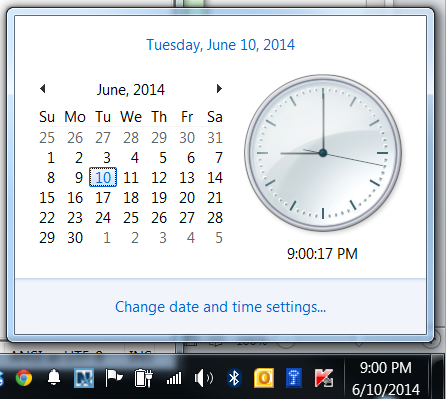 Tuesday, June 10, 2014
June, 2014
Su Mo Tu We Th Fr Sa
25 26 27 28 29 30 31
1 2 3 4 5 6 7
8 9 10 11 12 13 14
15 16 17 18 19 20 21
22 23 24 25 26 27 28
29 30 1 2 3 4 5
9:00:17 PM
Change date and time settings...
9:00 PM
6/10/2014